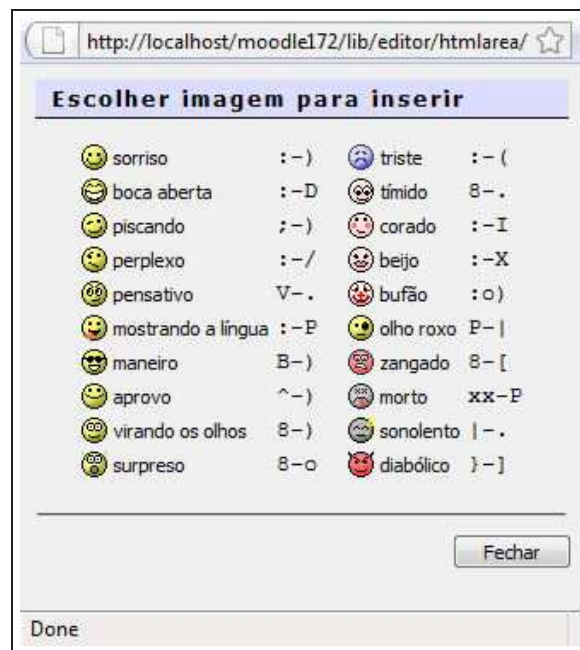 http://localhost/moodle172/lib/editor/htmlarea/
Escolher imagem para inserir
sorriso :-) triste :-(
boca aberta :-D tímido 8-.
piscando ;-) corado :-I
perplexo :-/ beijo :-X
pensativo V-. bufão :o)
mostrando a língua :-P olho roxo P-|
maneiro B-) zangado 8-[
aprovo ^-) morto xx-P
virando os olhos 8-) sonolento |-.
surpreso 8-o diabólico }-]
Fechar
Done